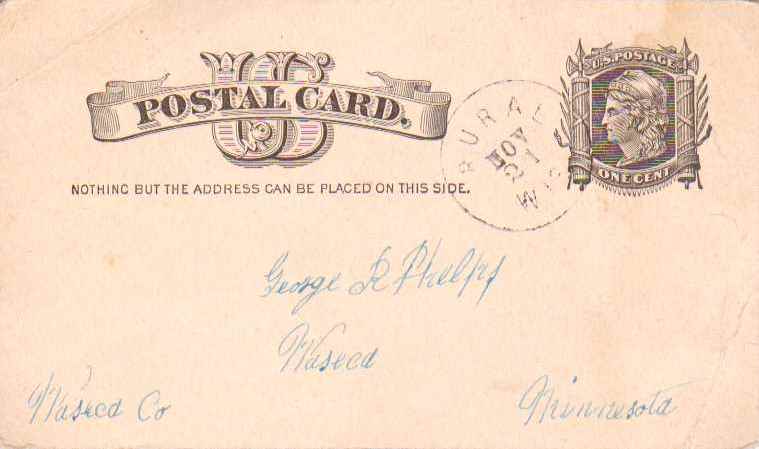 U.S. POSTAGE
US
POSTAL CARD.
RURAL
NOV
21
WIS
ONE CENT
NOTHING BUT THE ADDRESS CAN BE PLACED ON THIS SIDE.
George R Phelps
Waseca
Waseca Co
Minnesota